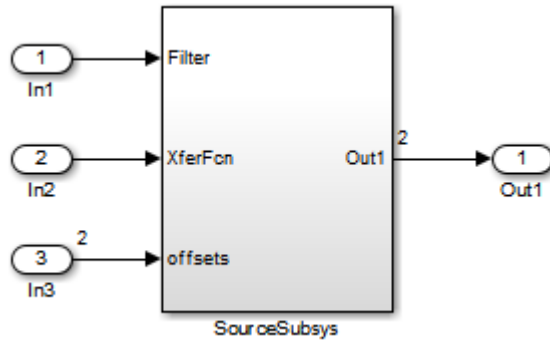 1
Filter
In1
2
2
XferFcn
Out1
1
In2
Out1
2
3
offsets
In3
SourceSubsys